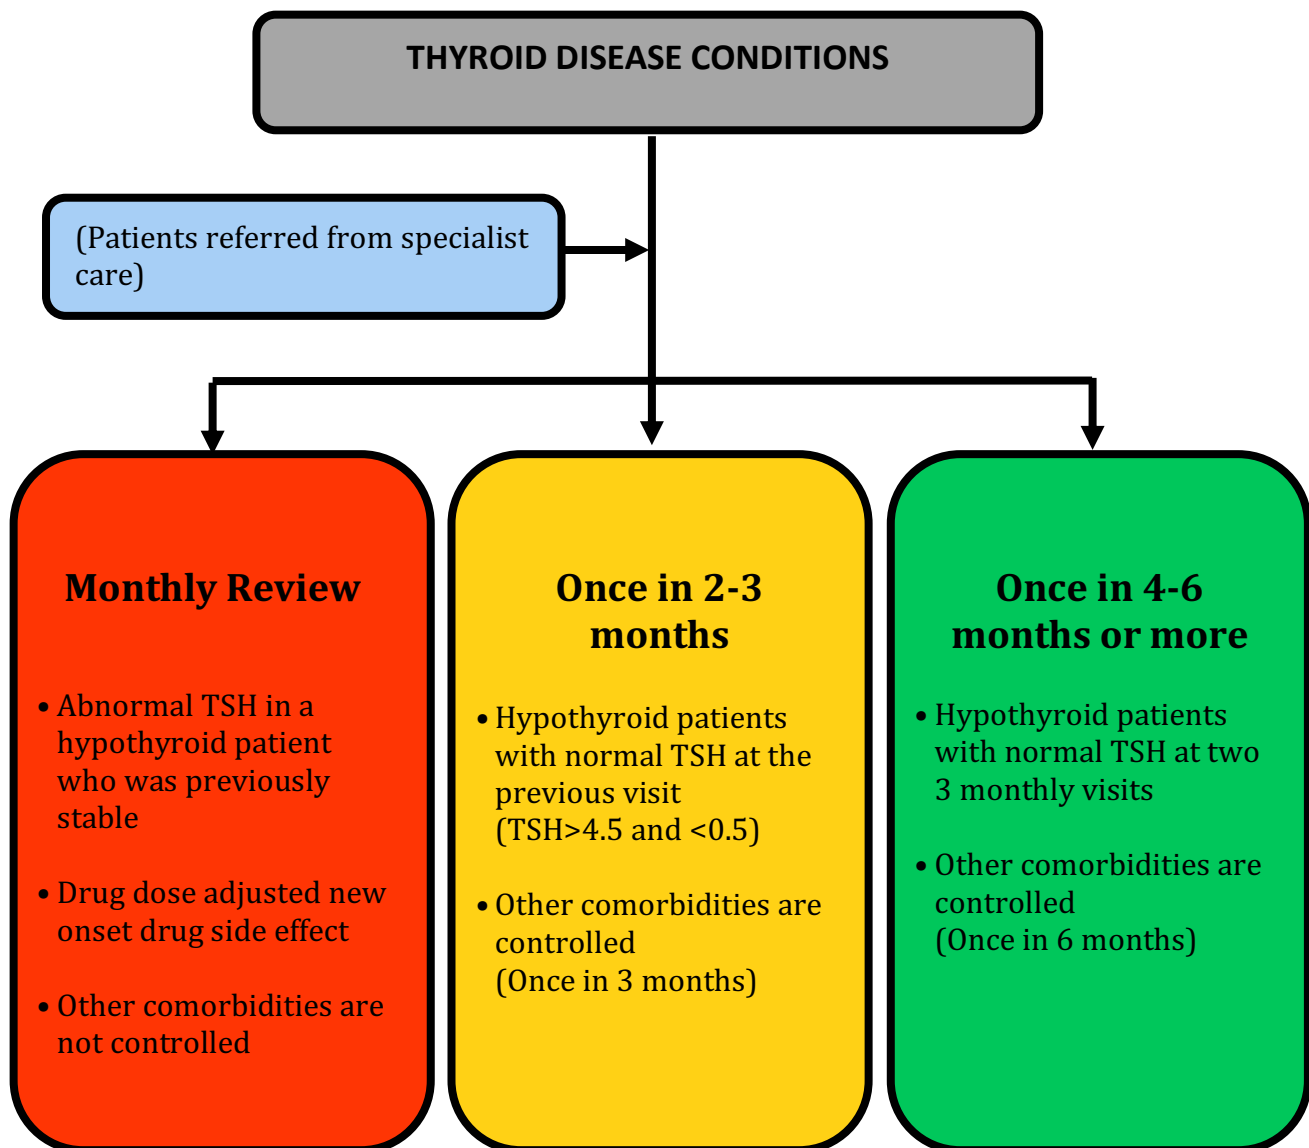 THYROID DISEASE CONDITIONS
(Patients referred from specialist
care)
Monthly Review
• Abnormal TSH in a
hypothyroid patient
who was previously
stable
• Drug dose adjusted new
onset drug side effect
• Other comorbidities are
not controlled
Once in 2-3
months
• Hypothyroid patients
with normal TSH at the
previous visit
(TSH>4.5 and <0.5)
• Other comorbidities are
controlled
(Once in 3 months)
Once in 4-6
months or more
• Hypothyroid patients
with normal TSH at two
3 monthly visits
• Other comorbidities are
controlled
(Once in 6 months)